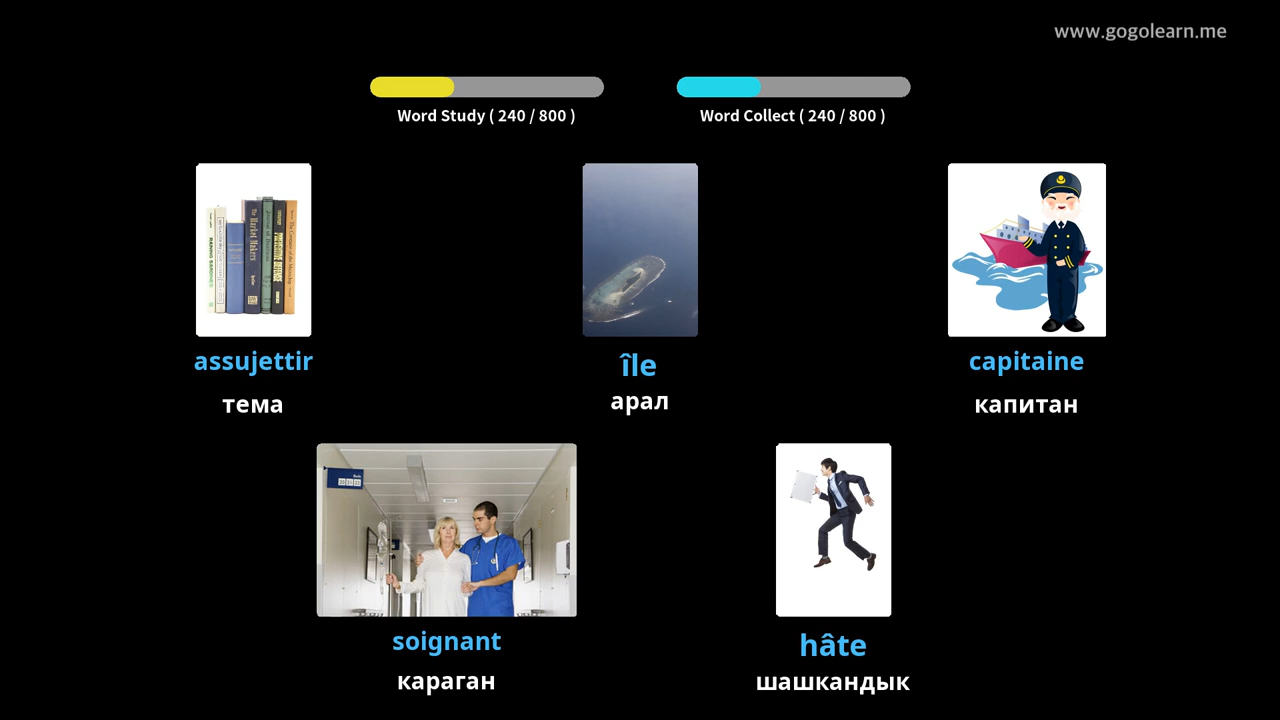 www.gogolearn.me
Word Study ( 240 / 800 )
Word Collect ( 240 / 800 )
assujettir
île
capitaine
тема
арал
капитан
soignant
hâte
караган
шашкандык